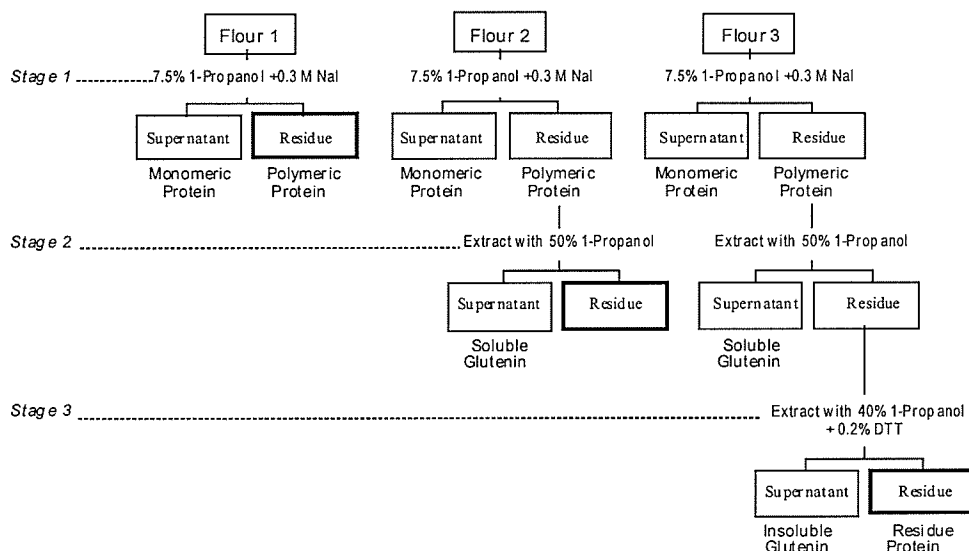 Flour 1 Flour 2 Flour 3
Stage 1 7.5% 1-Propanol +0.3 M NaI 7.5% 1-Propanol +0.3 M NaI 7.5% 1-Propanol +0.3 M NaI
Supernatant Residue Supernatant Residue Supernatant Residue
Monomeric Polymeric Monomeric Polymeric Monomeric Polymeric
Protein Protein Protein Protein Protein Protein
Stage 2 Extract with 50% 1-Propanol Extract with 50% 1-Propanol
Supernatant Residue Supernatant Residue
Soluble Soluble
Glutenin Glutenin
Stage 3 Extract with 40% 1-Propanol
+ 0.2% DTT
Supernatant Residue
Insoluble Residue
Glutenin Protein